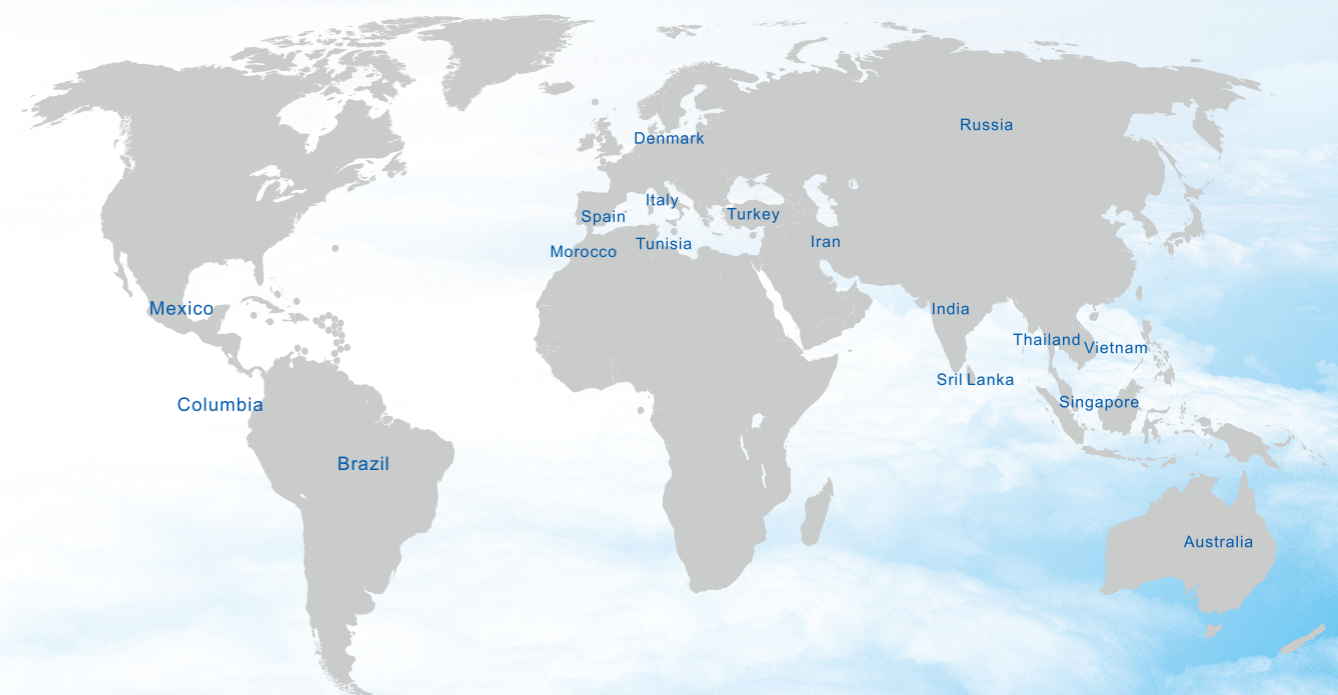 Russia
Denmark
Italy
Spain
Turkey
Tunisia
Iran
Morocco
Mexico
India
Thailand
Vietnam
Sril Lanka
Singapore
Columbia
Brazil
Australia